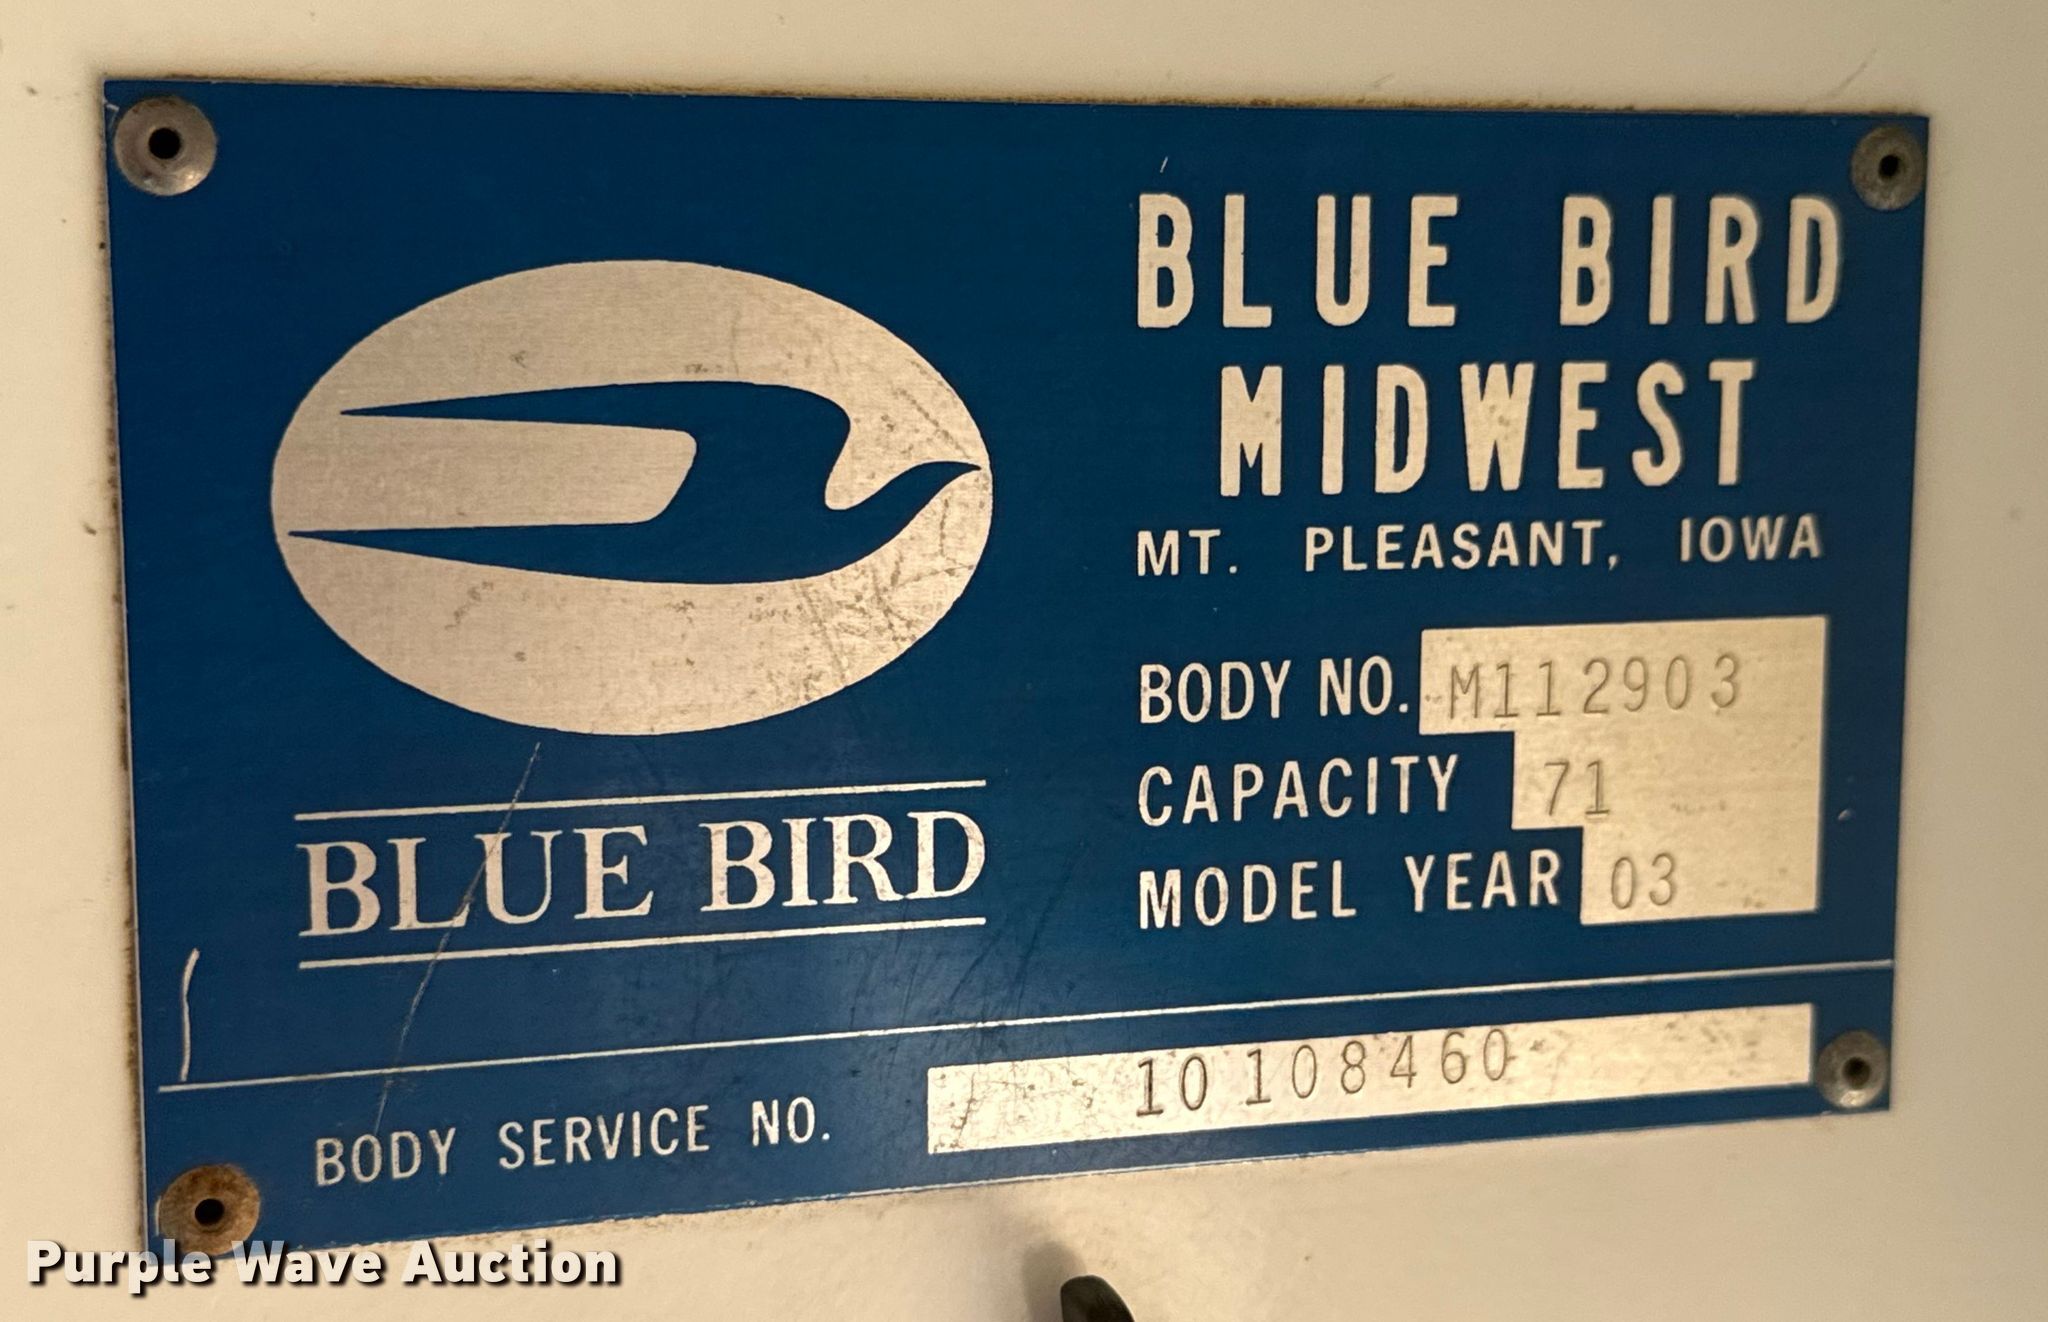 BLUE BIRD
MIDWEST
MT. PLEASANT, IOWA
BODY NO. M112903
CAPACITY 71
MODEL YEAR 03
BLUE BIRD
BODY SERVICE NO. 10108460
Purple Wave Auction